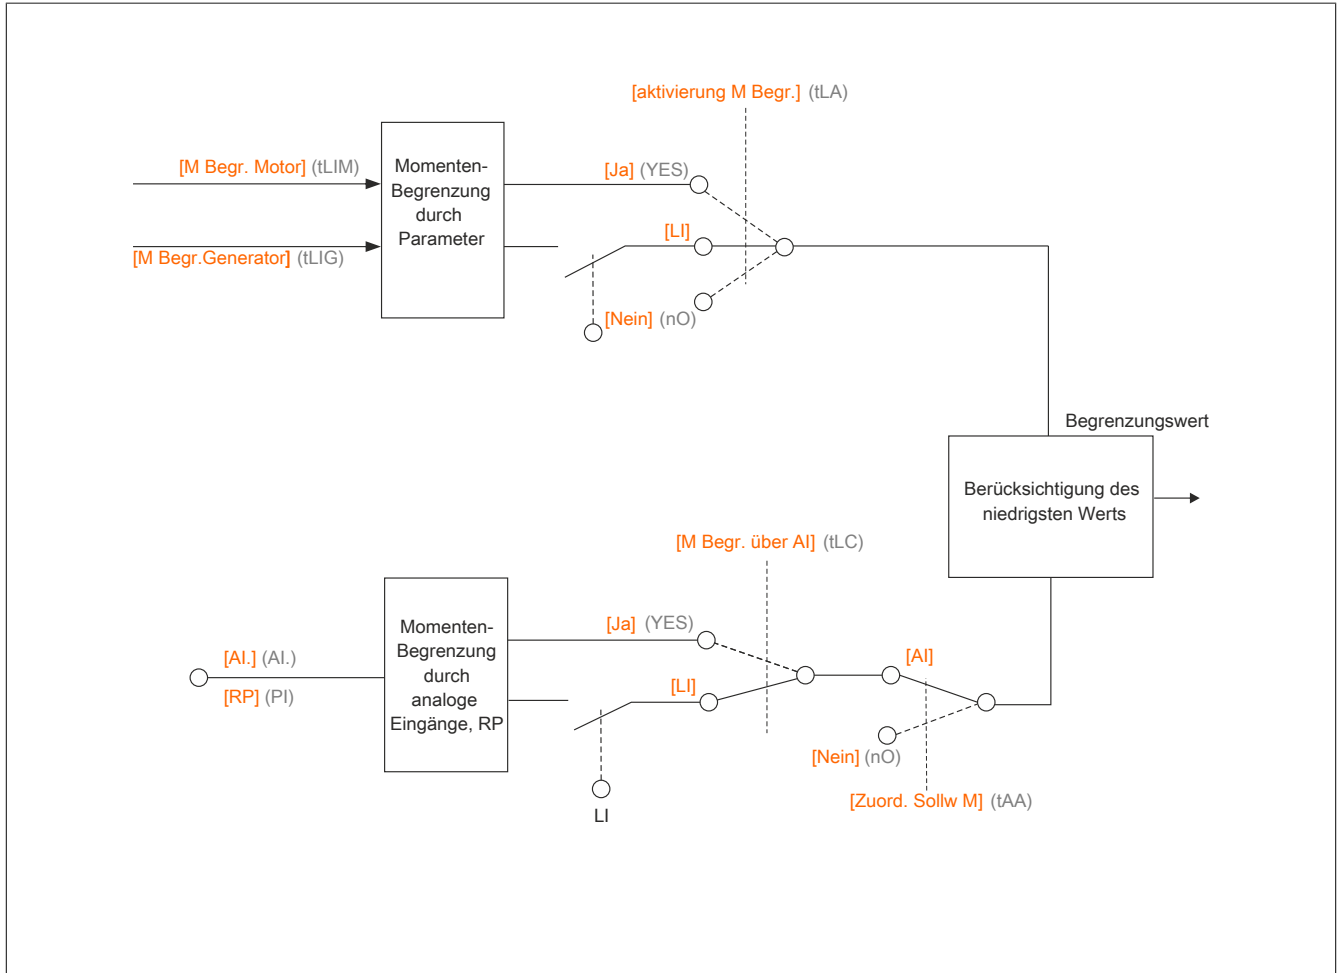 [aktivierung M Begr.] (tLA)
[M Begr. Motor] (tLIM)
[M Begr.Generator] (tLIG)
Momenten-
Begrenzung
durch
Parameter
[Ja] (YES)
[LI]
[Nein] (nO)
Begrenzungswert
Berücksichtigung des
niedrigsten Werts
[M Begr. über AI] (tLC)
[AI.] (AI.)
[RP] (PI)
Momenten-
Begrenzung
durch
analoge
Eingänge, RP
[Ja] (YES)
[LI]
LI
[AI]
[Nein] (nO)
[Zuord. Sollw M] (tAA)